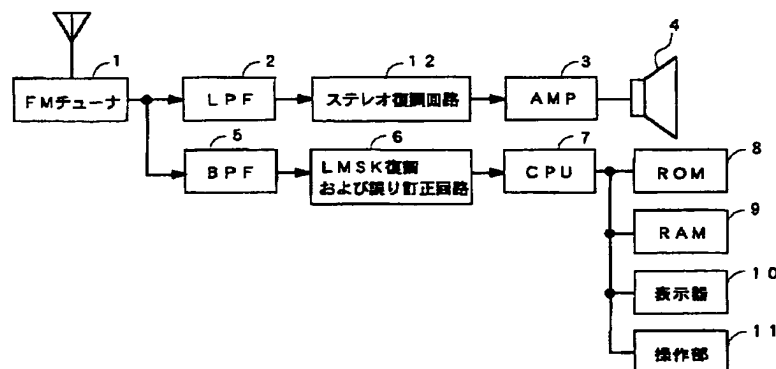 4
1
2
12
3
FMチューナ
LPF
ステレオ復調回路
AMP
5
6
7
8
BPF
LMSK復調
および誤り訂正回路
CPU
ROM
9
RAM
10
表示器
11
操作部